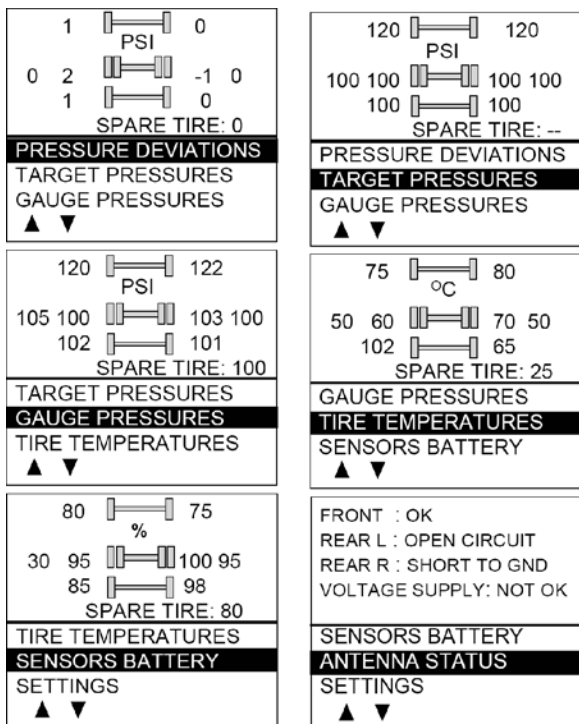 1 0
PSI
0 2 -1 0
1 0
SPARE TIRE: 0
PRESSURE DEVIATIONS
TARGET PRESSURES
GAUGE PRESSURES
▲ ▼
120 120
PSI
100 100 100 100
100 100
SPARE TIRE: --
PRESSURE DEVIATIONS
TARGET PRESSURES
GAUGE PRESSURES
▲ ▼
120 122
PSI
105 100 103 100
102 101
SPARE TIRE: 100
TARGET PRESSURES
GAUGE PRESSURES
TIRE TEMPERATURES
▲ ▼
75 80
°C
50 60 70 50
102 65
SPARE TIRE: 25
GAUGE PRESSURES
TIRE TEMPERATURES
SENSORS BATTERY
▲ ▼
80 75
%
30 95 100 95
85 98
SPARE TIRE: 80
TIRE TEMPERATURES
SENSORS BATTERY
SETTINGS
▲ ▼
FRONT : OK
REAR L : OPEN CIRCUIT
REAR R : SHORT TO GND
VOLTAGE SUPPLY: NOT OK
SENSORS BATTERY
ANTENNA STATUS
SETTINGS
▲ ▼